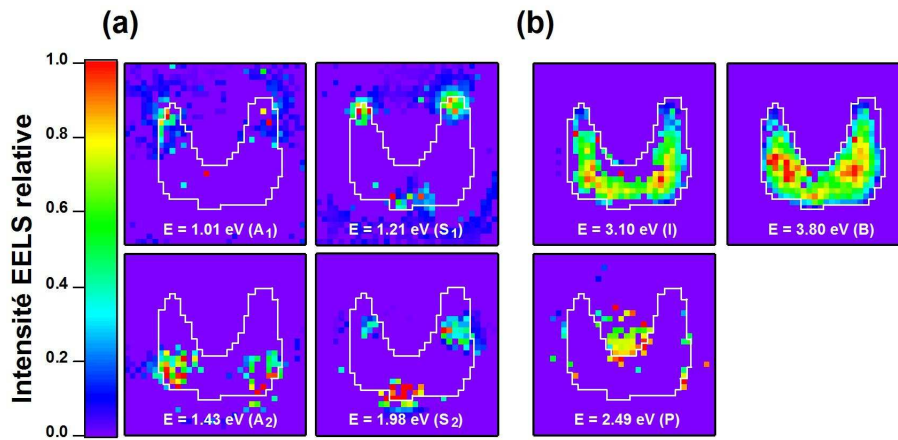 (a)
(b)
Intensité EELS relative
1.0
0.8
0.6
0.4
0.2
0.0
E = 1.01 eV (A₁)
E = 1.21 eV (S₁)
E = 3.10 eV (I)
E = 3.80 eV (B)
E = 1.43 eV (A₂)
E = 1.98 eV (S₂)
E = 2.49 eV (P)